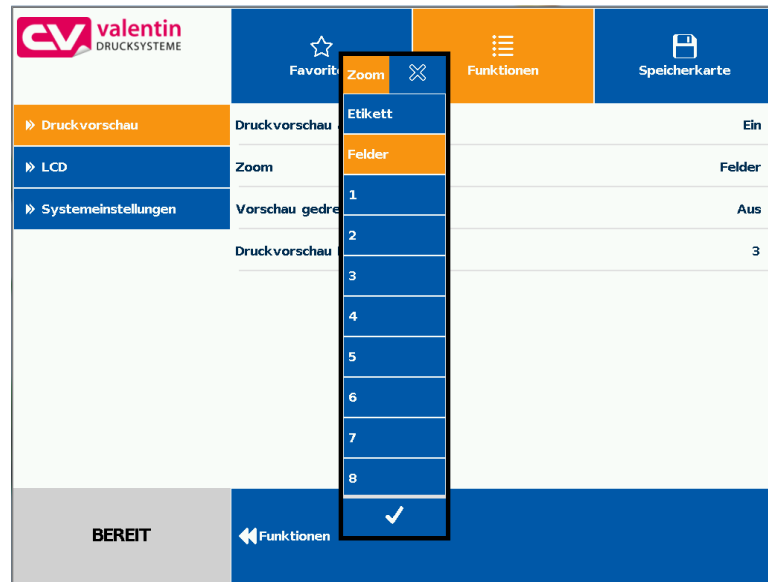 valentin
DRUCKSYSTEME
Favorit
Funktionen
Speicherkarte
Druckvorschau
LCD
Systemeinstellungen
Druckvorschau
Ein
Zoom
Felder
Vorschau gedre
Aus
Druckvorschau
3
Zoom
Etikett
Felder
1
2
3
4
5
6
7
8
BEREIT
Funktionen